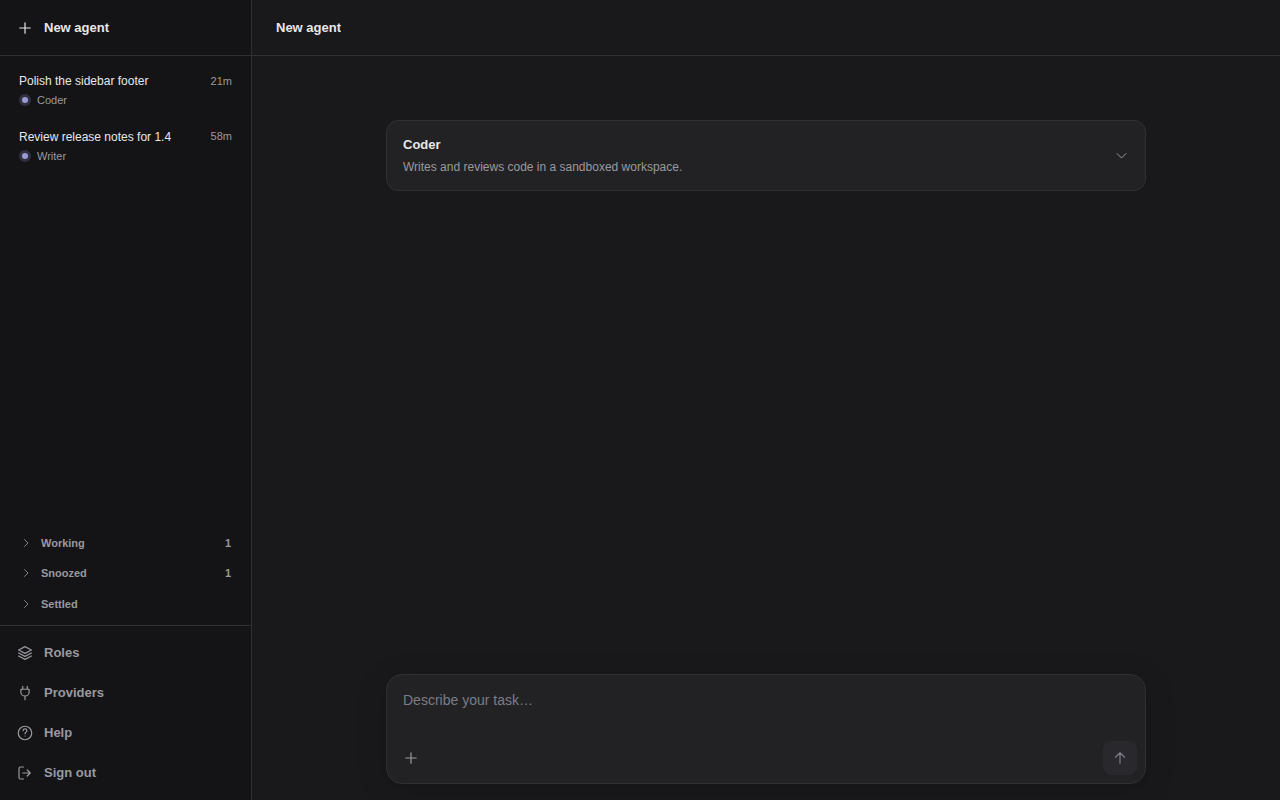 New agent
New agent
Polish the sidebar footer 21m
Coder
Review release notes for 1.4 58m
Writer
Coder
Writes and reviews code in a sandboxed workspace.
Working 1
Snoozed 1
Settled
Roles
Providers
Help
Sign out
Describe your task…